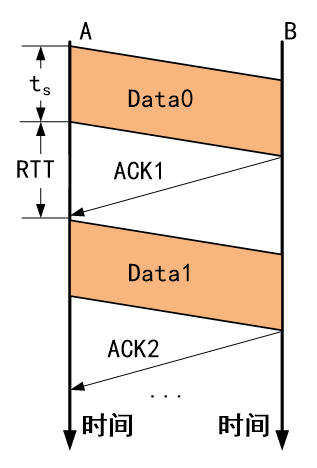 A
B
ts
Data0
RTT
ACK1
Data1
ACK2
...
时间
时间